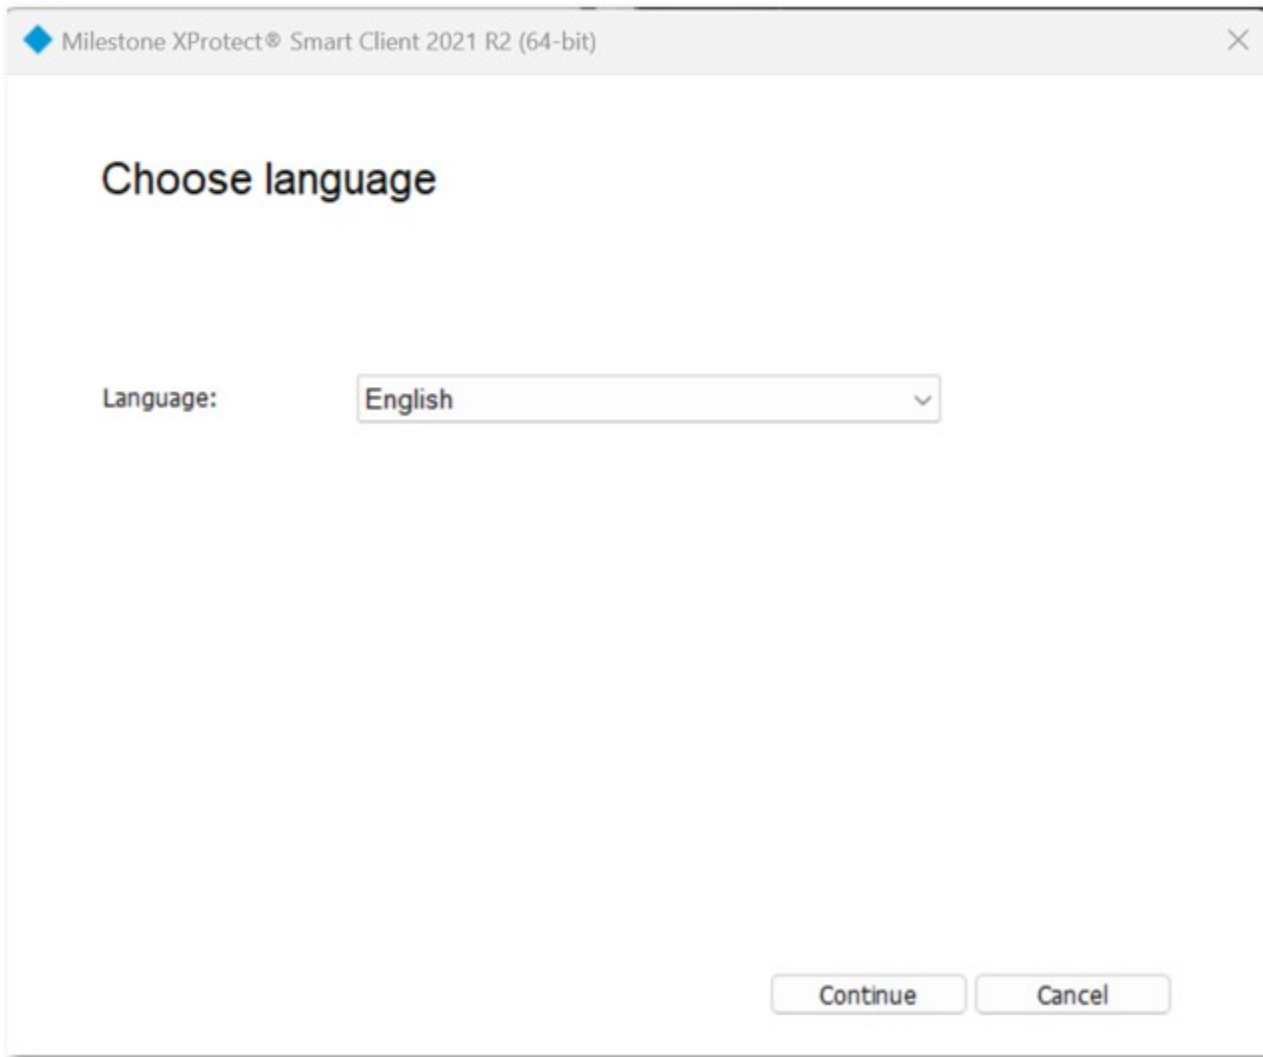 Milestone XProtect® Smart Client 2021 R2 (64-bit)
Choose language
Language: English
Continue Cancel